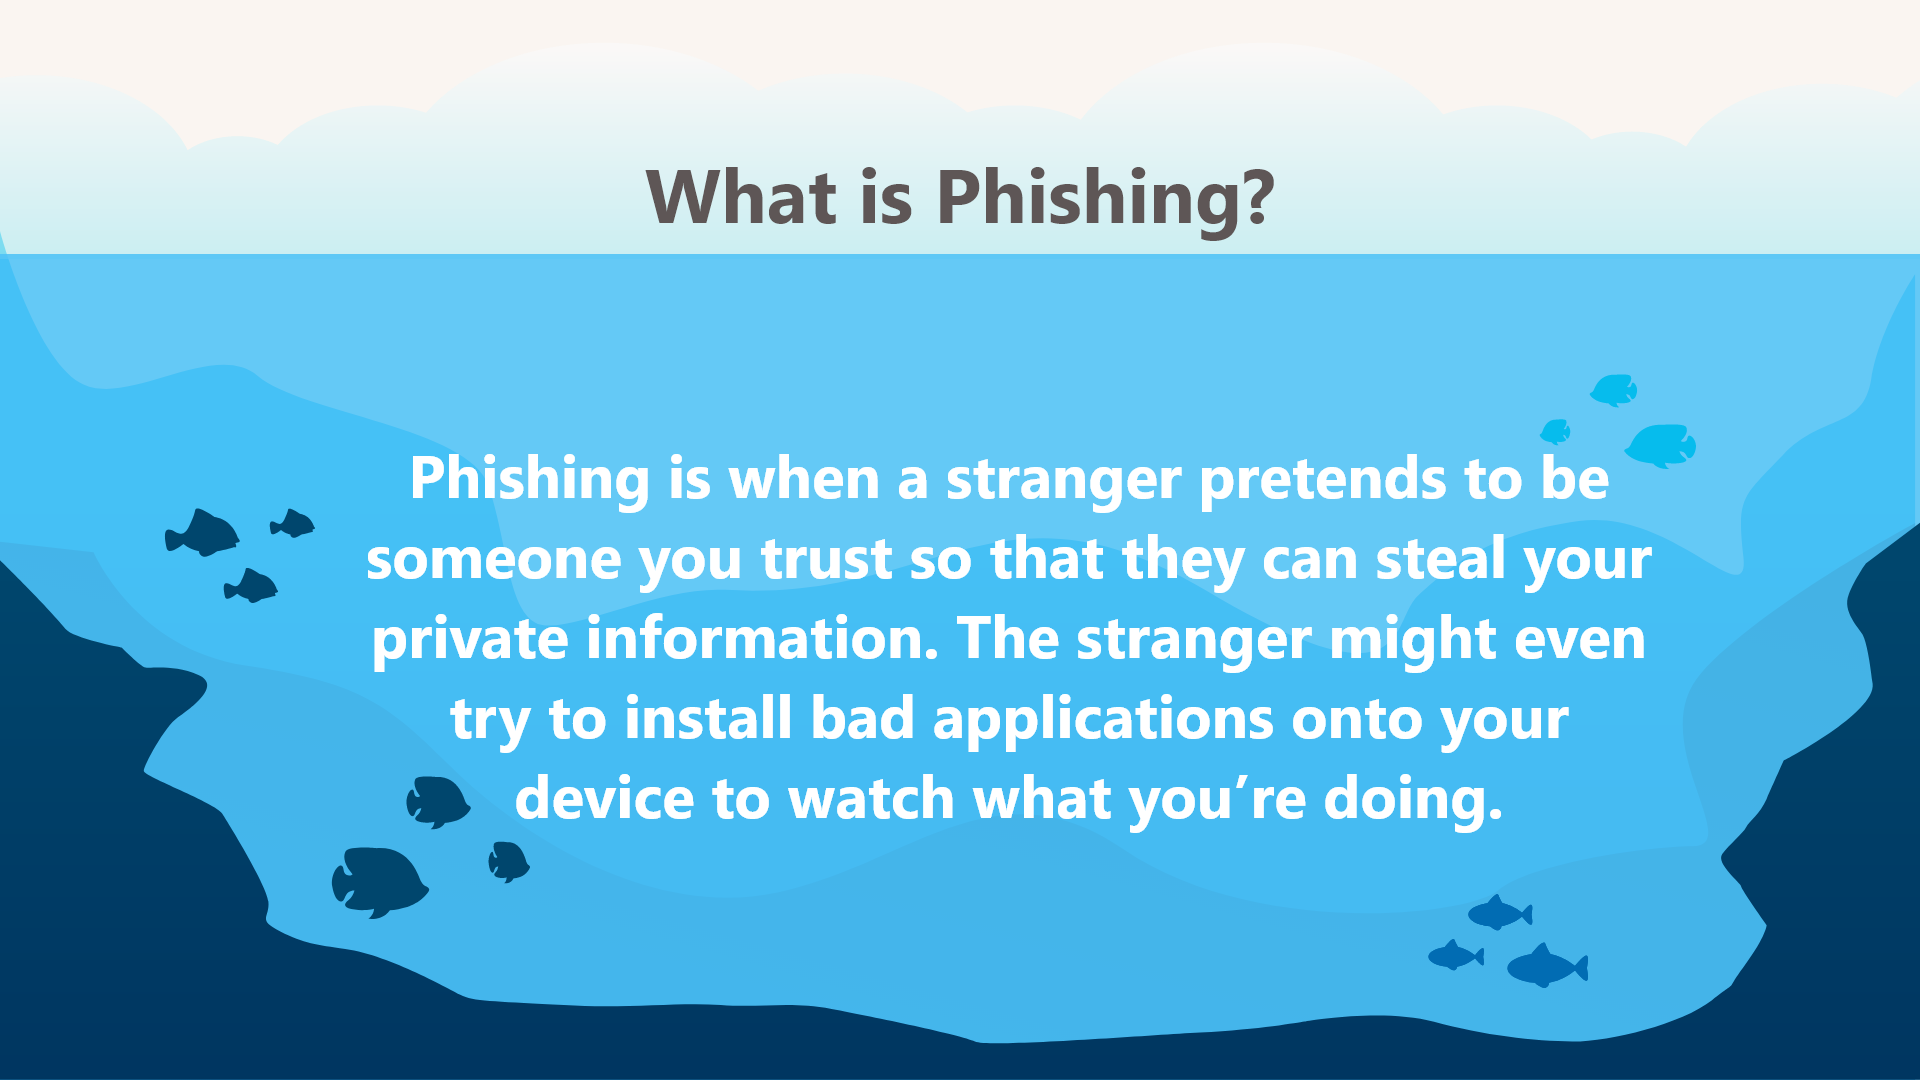 What is Phishing?
Phishing is when a stranger pretends to be
someone you trust so that they can steal your
private information. The stranger might even
try to install bad applications onto your
device to watch what you’re doing.